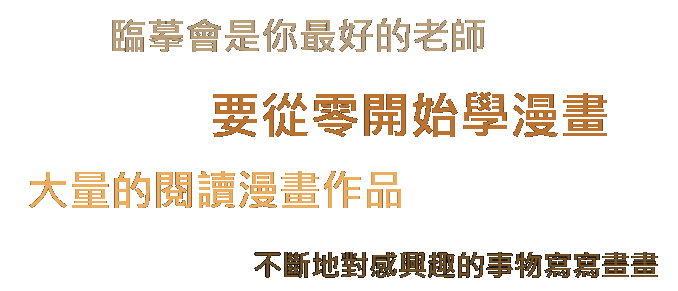 臨摹會是你最好的老師
要從零開始學漫畫
大量的閱讀漫畫作品
不斷地對感興趣的事物寫寫畫畫